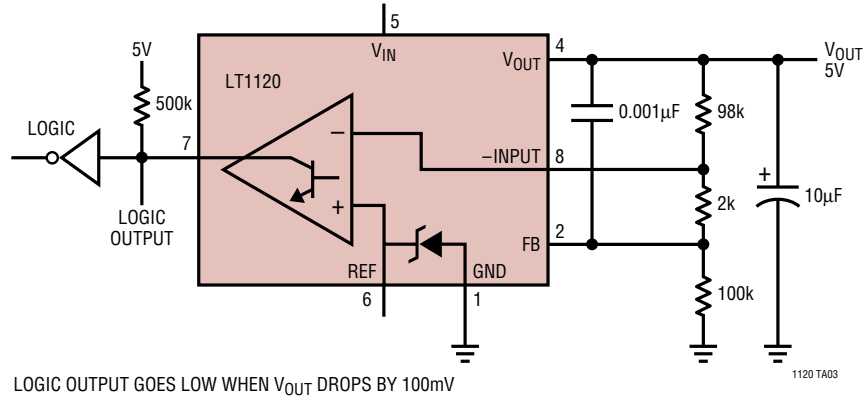 5
V_IN
V_OUT
4
V_OUT
5V
5V
LT1120
500k
0.001µF
98k
LOGIC
7
−
–INPUT
8
+
2k
+
10µF
LOGIC
OUTPUT
FB
2
REF
GND
6
1
100k
1120 TA03
LOGIC OUTPUT GOES LOW WHEN V_OUT DROPS BY 100mV